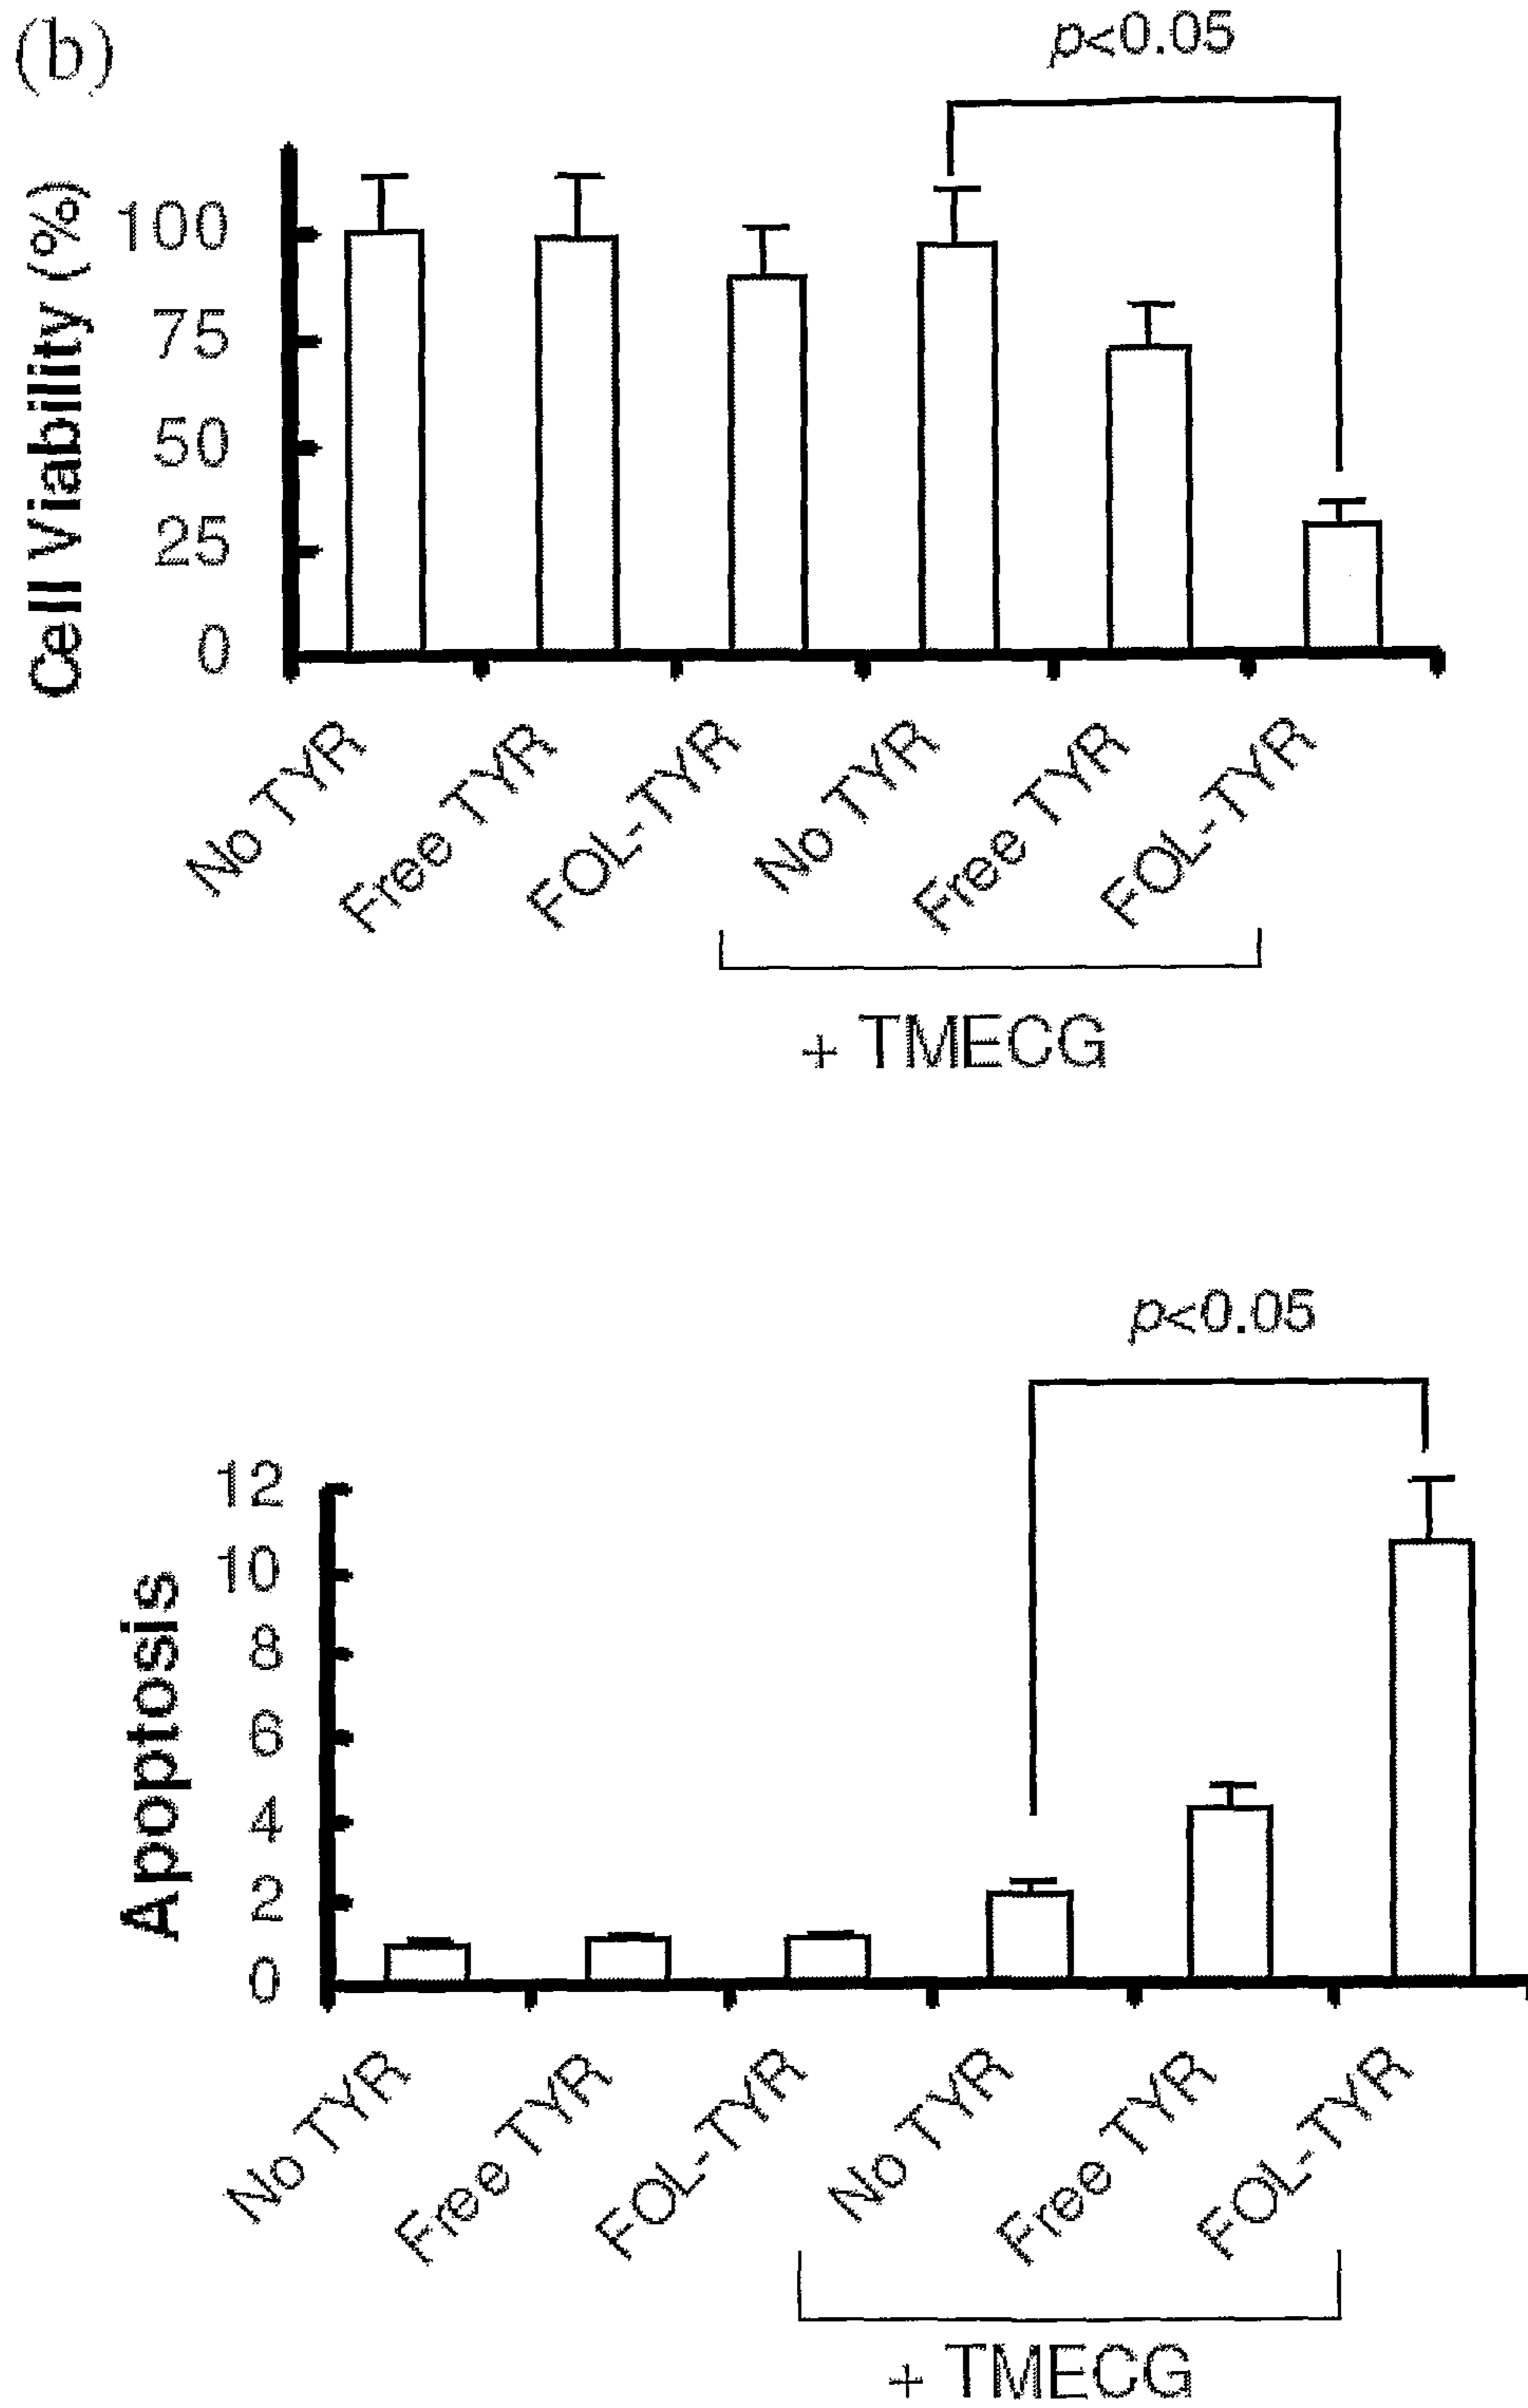 (b)
p<0.05
Cell Viability (%)
100
75
50
25
0
No TYR
Free TYR
FOL-TYR
No TYR
Free TYR
FOL-TYR
+ TMECG
p<0.05
Apoptosis
12
10
8
6
4
2
0
No TYR
Free TYR
FOL-TYR
No TYR
Free TYR
FOL-TYR
+ TMECG